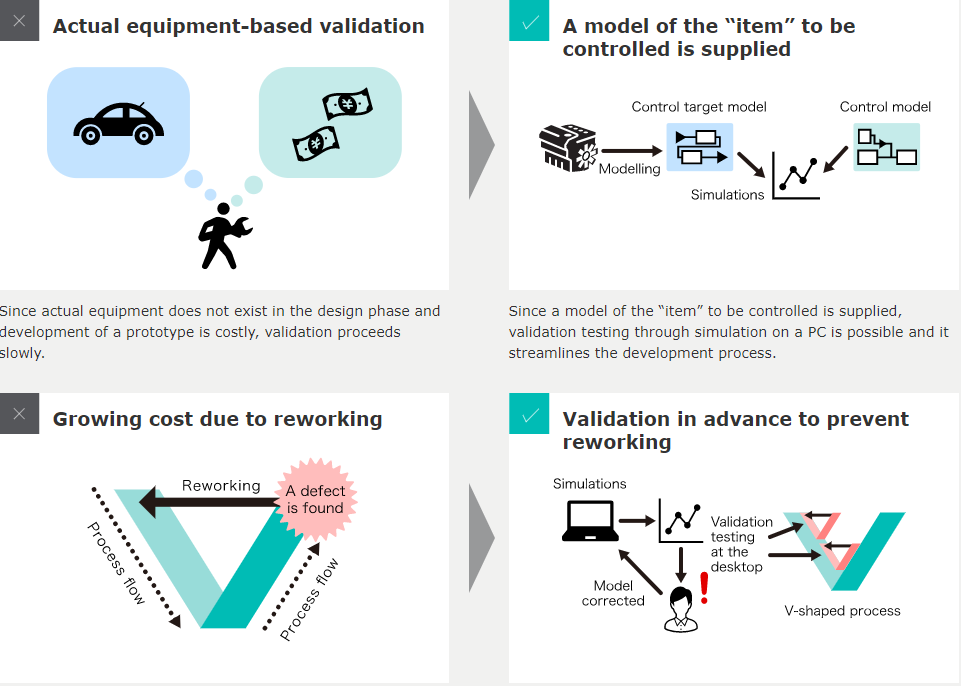 Actual equipment-based validation
¥
¥
Since actual equipment does not exist in the design phase and
development of a prototype is costly, validation proceeds
slowly.
A model of the “item” to be
controlled is supplied
Control target model
Control model
Modelling
Simulations
Since a model of the “item” to be controlled is supplied,
validation testing through simulation on a PC is possible and it
streamlines the development process.
Growing cost due to reworking
Reworking
A defect
is found
Process flow
Process flow
Validation in advance to prevent
reworking
Simulations
Validation
testing
at the
desktop
Model
corrected
!
V-shaped process